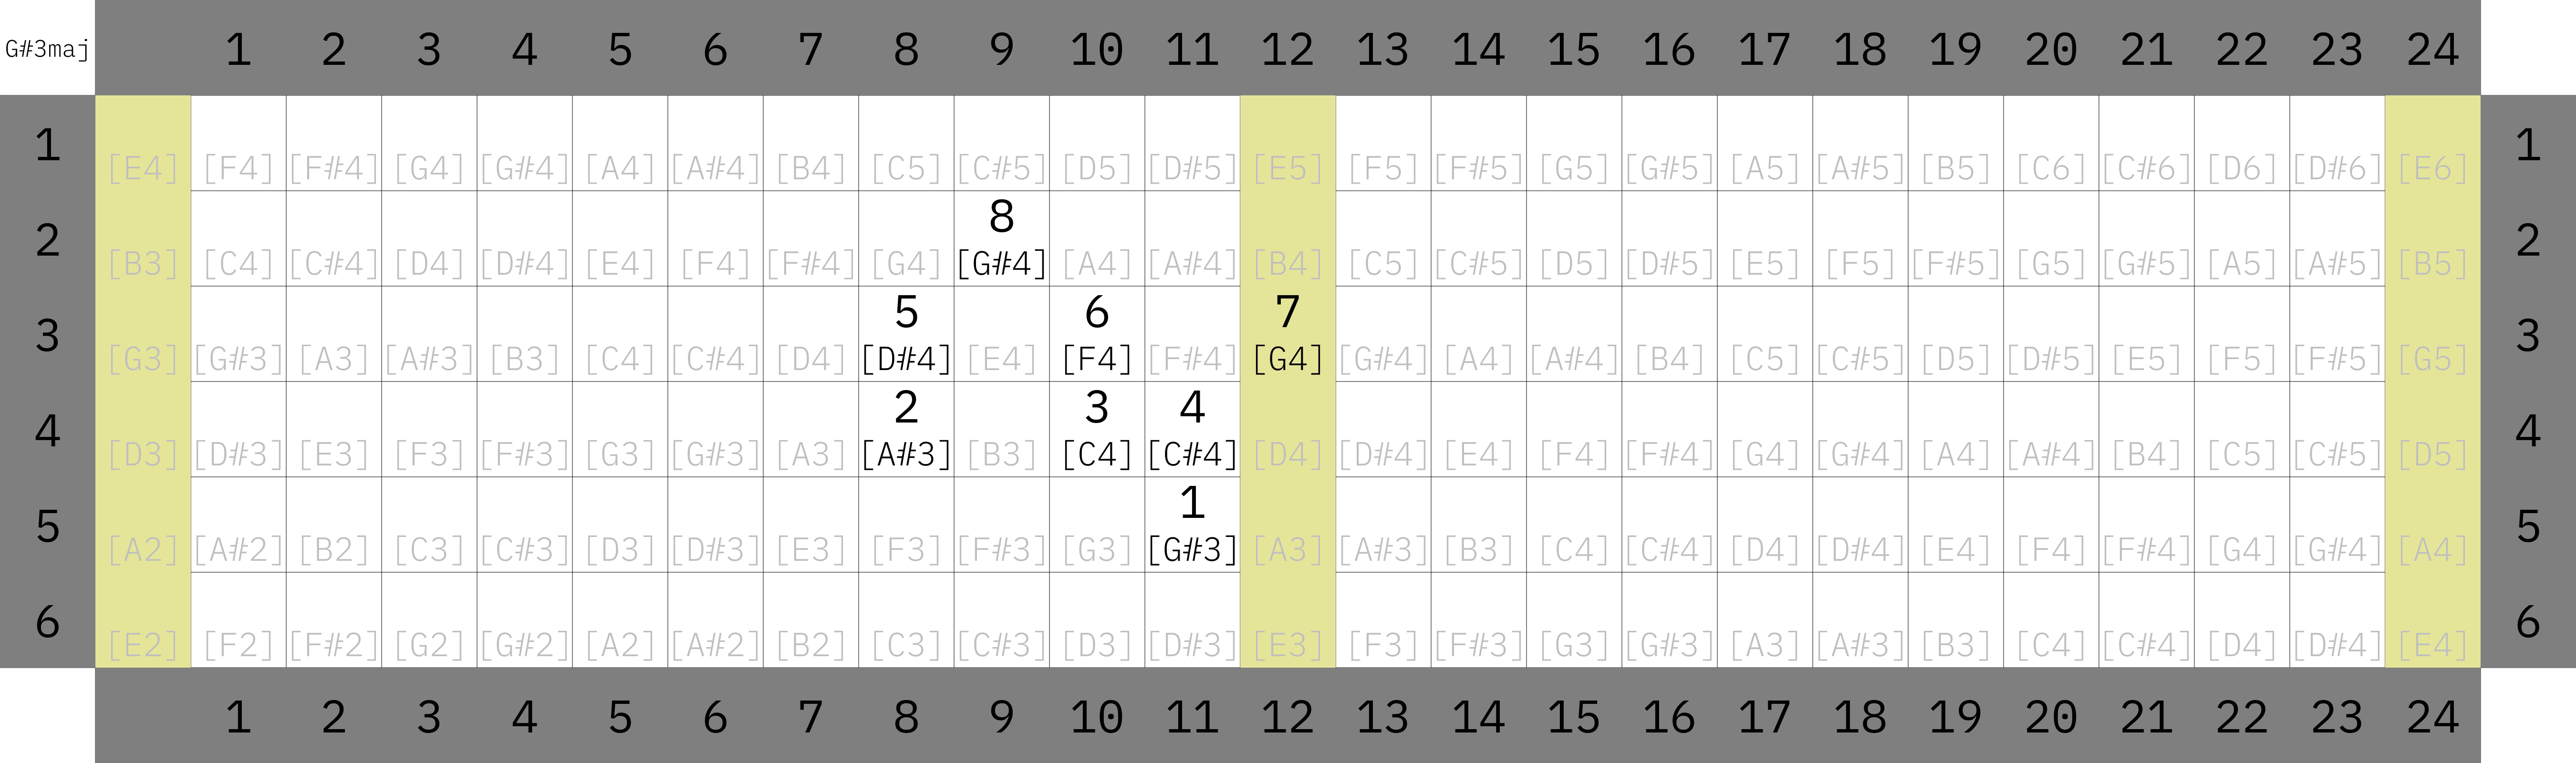 G#3maj 1 2 3 4 5 6 7 8 9 10 11 12 13 14 15 16 17 18 19 20 21 22 23 24
1 [E4] [F4] [F#4] [G4] [G#4] [A4] [A#4] [B4] [C5] [C#5] [D5] [D#5] [E5] [F5] [F#5] [G5] [G#5] [A5] [A#5] [B5] [C6] [C#6] [D6] [D#6] [E6] 1
8
2 [B3] [C4] [C#4] [D4] [D#4] [E4] [F4] [F#4] [G4] [G#4] [A4] [A#4] [B4] [C5] [C#5] [D5] [D#5] [E5] [F5] [F#5] [G5] [G#5] [A5] [A#5] [B5] 2
5 6 7
3 [G3] [G#3] [A3] [A#3] [B3] [C4] [C#4] [D4] [D#4] [E4] [F4] [F#4] [G4] [G#4] [A4] [A#4] [B4] [C5] [C#5] [D5] [D#5] [E5] [F5] [F#5] [G5] 3
2 3 4
4 [D3] [D#3] [E3] [F3] [F#3] [G3] [G#3] [A3] [A#3] [B3] [C4] [C#4] [D4] [D#4] [E4] [F4] [F#4] [G4] [G#4] [A4] [A#4] [B4] [C5] [C#5] [D5] 4
1
5 [A2] [A#2] [B2] [C3] [C#3] [D3] [D#3] [E3] [F3] [F#3] [G3] [G#3] [A3] [A#3] [B3] [C4] [C#4] [D4] [D#4] [E4] [F4] [F#4] [G4] [G#4] [A4] 5
6 [E2] [F2] [F#2] [G2] [G#2] [A2] [A#2] [B2] [C3] [C#3] [D3] [D#3] [E3] [F3] [F#3] [G3] [G#3] [A3] [A#3] [B3] [C4] [C#4] [D4] [D#4] [E4] 6
1 2 3 4 5 6 7 8 9 10 11 12 13 14 15 16 17 18 19 20 21 22 23 24